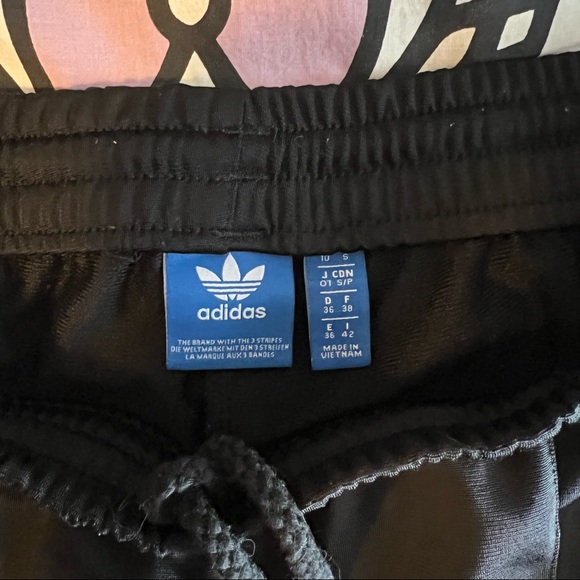 adidas
THE BRAND WITH THE 3 STRIPES
DIE WELTMARKE MIT DEN 3 STREIFEN
LA MARQUE AUX 3 BANDES
10 S
J CDN
OT S/P
D F
36 38
E I
36 42
MADE IN
VIETNAM